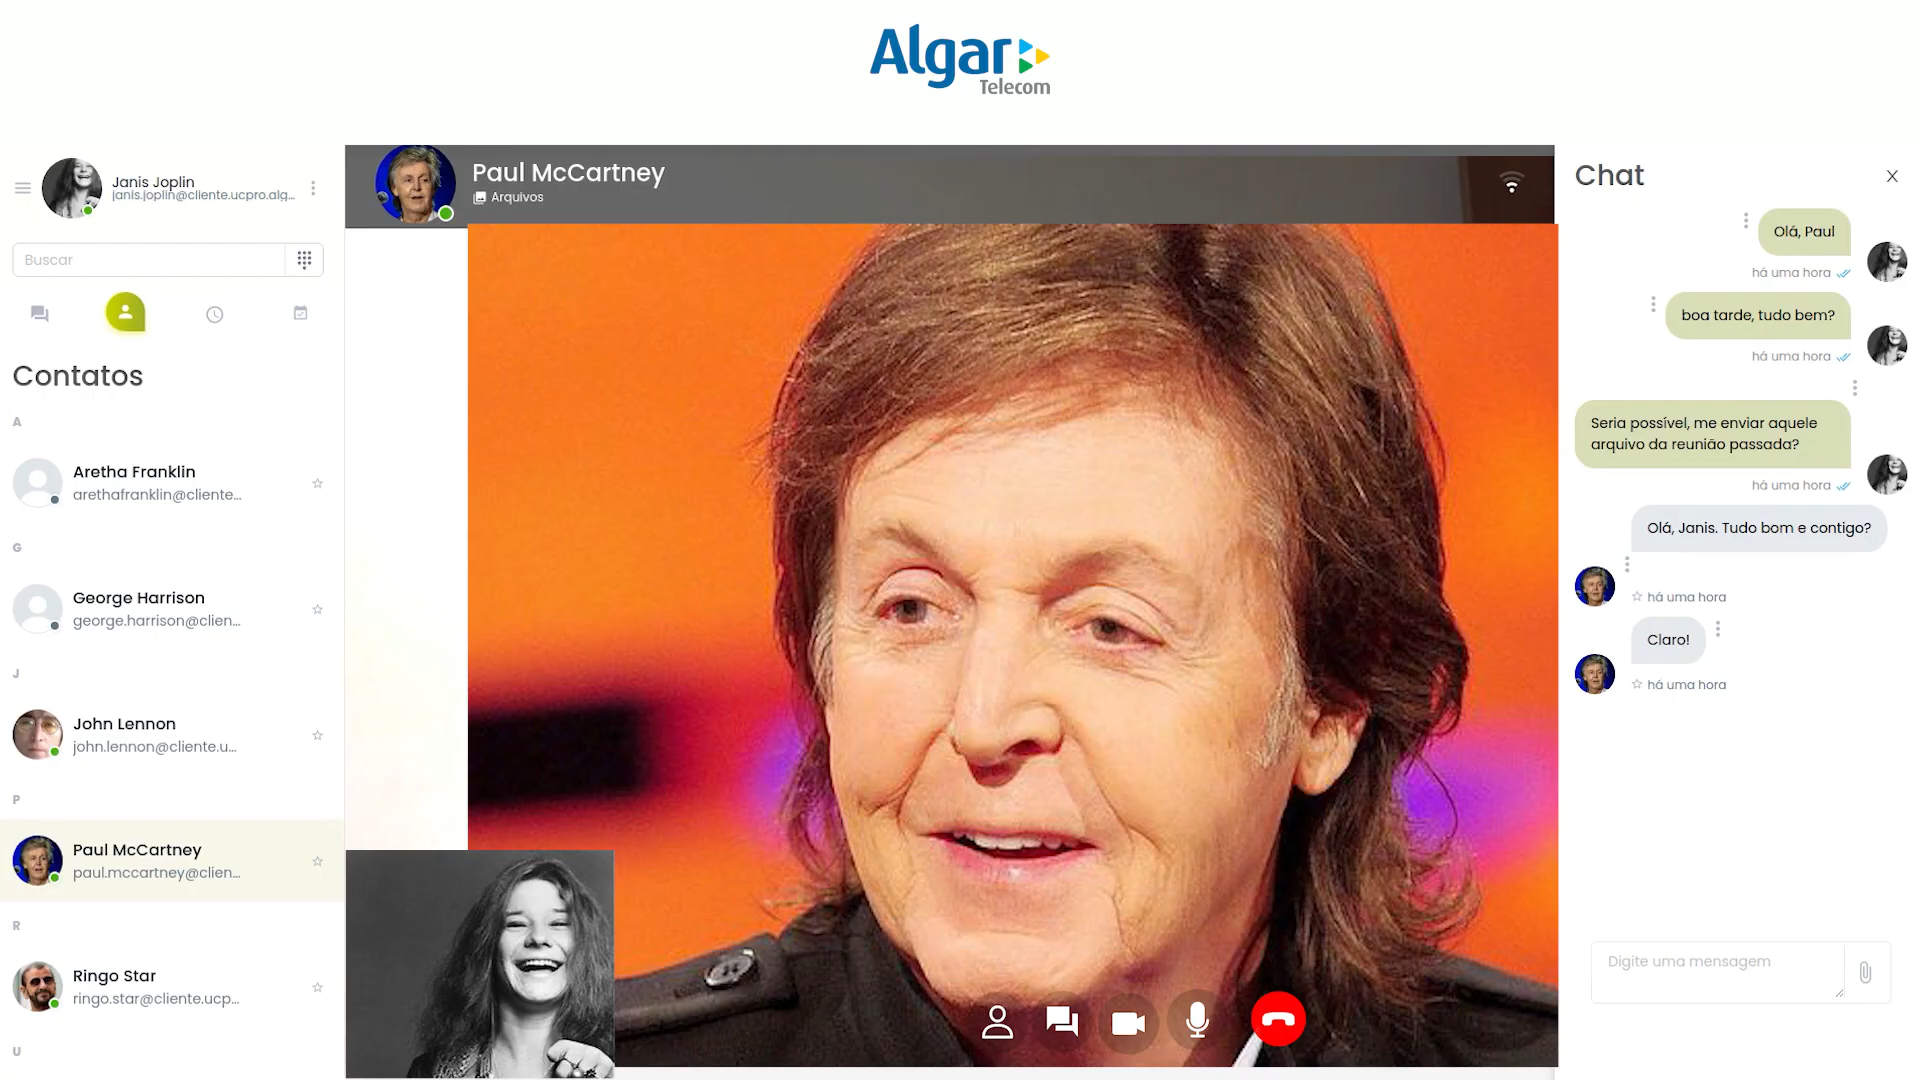 Algar
Telecom
Janis Joplin
janis.joplin@cliente.ucpro.alg...
Buscar
Contatos
A
Aretha Franklin
arethafranklin@cliente...
G
George Harrison
george.harrison@clien...
J
John Lennon
john.lennon@cliente.u...
P
Paul McCartney
paul.mccartney@clien...
R
Ringo Star
ringo.star@cliente.ucp...
U
Paul McCartney
Arquivos
Chat
Olá, Paul
há uma hora
boa tarde, tudo bem?
há uma hora
Seria possível, me enviar aquele
arquivo da reunião passada?
há uma hora
Olá, Janis. Tudo bom e contigo?
há uma hora
Claro!
há uma hora
Digite uma mensagem